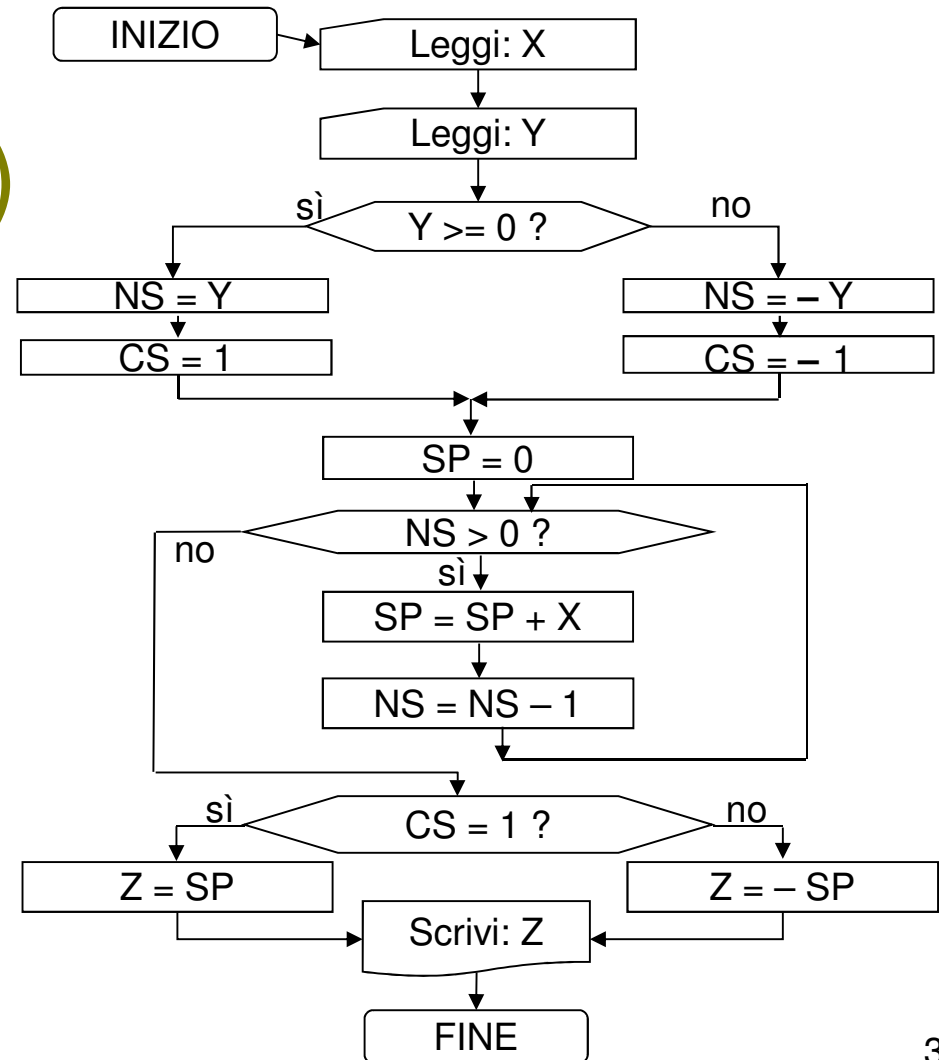 INIZIO
Leggi: X
Leggi: Y
sì
Y >= 0 ?
no
NS = Y
NS = – Y
CS = 1
CS = – 1
SP = 0
NS > 0 ?
no
sì
SP = SP + X
NS = NS – 1
sì
CS = 1 ?
no
Z = SP
Z = – SP
Scrivi: Z
FINE
3